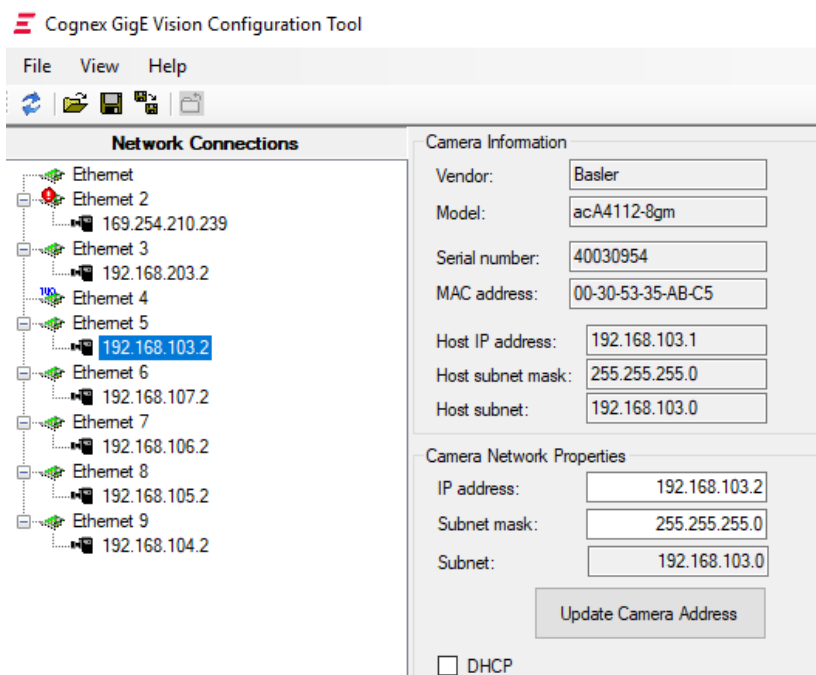 Cognex GigE Vision Configuration Tool
File View Help
Network Connections
Ethernet
Ethernet 2
169.254.210.239
Ethernet 3
192.168.203.2
Ethernet 4
Ethernet 5
192.168.103.2
Ethernet 6
192.168.107.2
Ethernet 7
192.168.106.2
Ethernet 8
192.168.105.2
Ethernet 9
192.168.104.2
Camera Information
Vendor: Basler
Model: acA4112-8gm
Serial number: 40030954
MAC address: 00-30-53-35-AB-C5
Host IP address: 192.168.103.1
Host subnet mask: 255.255.255.0
Host subnet: 192.168.103.0
Camera Network Properties
IP address: 192.168.103.2
Subnet mask: 255.255.255.0
Subnet: 192.168.103.0
Update Camera Address
DHCP